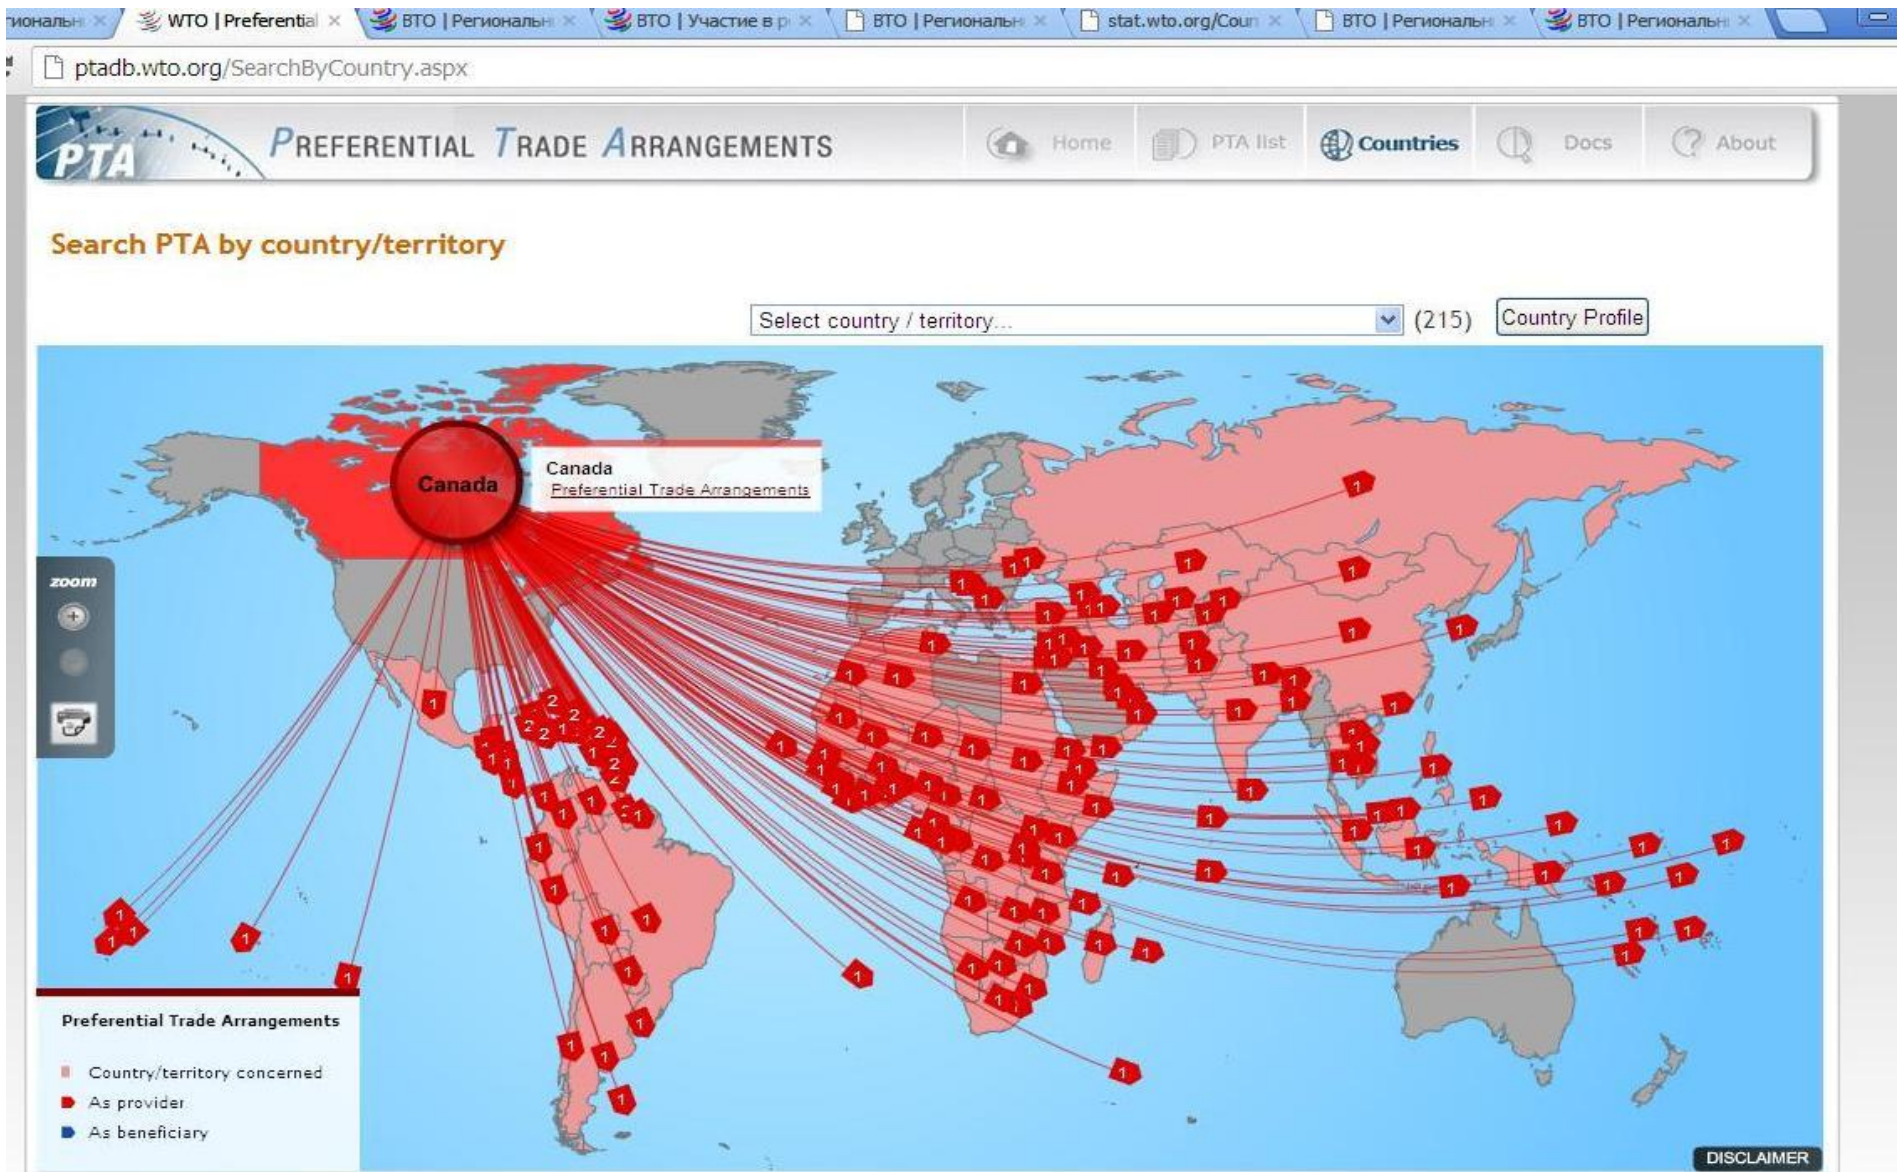 иональны
WTO | Preferential
ВТО | Региональн
ВТО | Участие в р
ВТО | Региональн
stat.wto.org/Coun
ВТО | Региональн
ВТО | Региональн
ptadb.wto.org/SearchByCountry.aspx
PTA
PREFERENTIAL TRADE ARRANGEMENTS
Home
PTA list
Countries
Docs
About
Search PTA by country/territory
Select country / territory...
(215)
Country Profile
Canada
Canada
Preferential Trade Arrangements
zoom
Preferential Trade Arrangements
Country/territory concerned
As provider
As beneficiary
DISCLAIMER